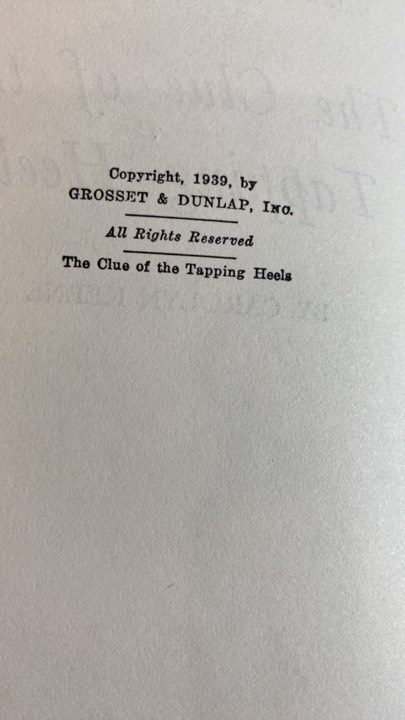 Copyright, 1939, by
GROSSET & DUNLAP, INC.
All Rights Reserved
The Clue of the Tapping Heels